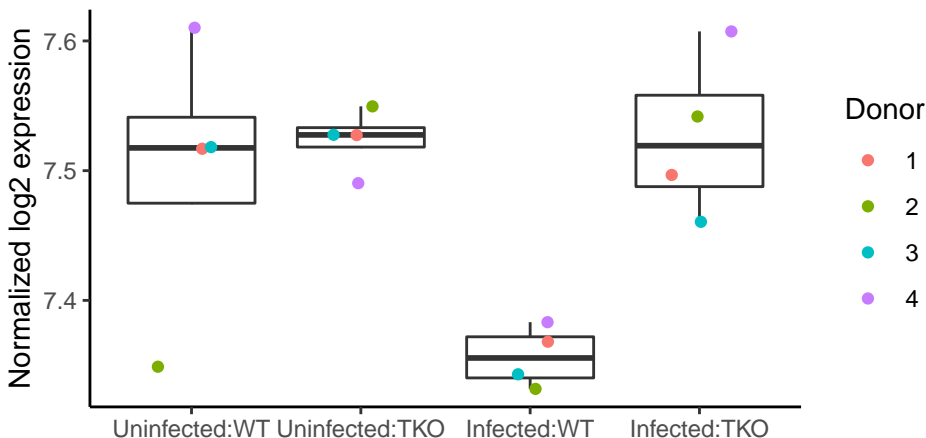 Normalized log2 expression
7.6
7.5
7.4
Uninfected:WT Uninfected:TKO Infected:WT Infected:TKO
Donor
1
2
3
4